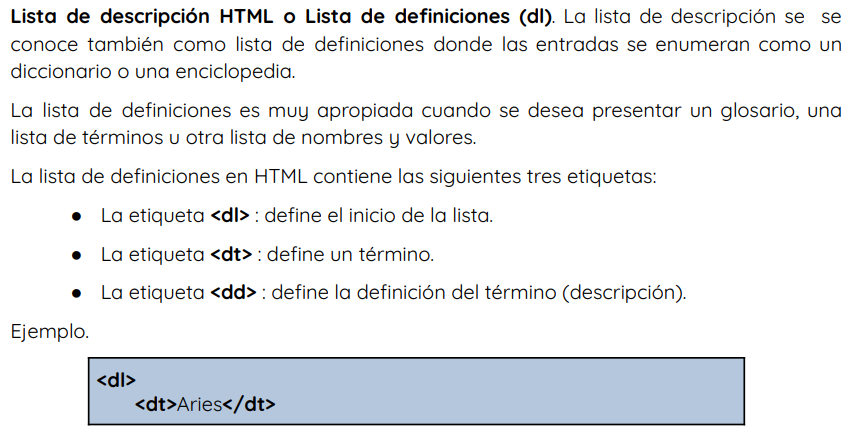 Lista de descripción HTML o Lista de definiciones (dl). La lista de descripción se se
conoce también como lista de definiciones donde las entradas se enumeran como un
diccionario o una enciclopedia.
La lista de definiciones es muy apropiada cuando se desea presentar un glosario, una
lista de términos u otra lista de nombres y valores.
La lista de definiciones en HTML contiene las siguientes tres etiquetas:
● La etiqueta <dl> : define el inicio de la lista.
● La etiqueta <dt> : define un término.
● La etiqueta <dd> : define la definición del término (descripción).
Ejemplo.
<dl>
<dt>Aries</dt>